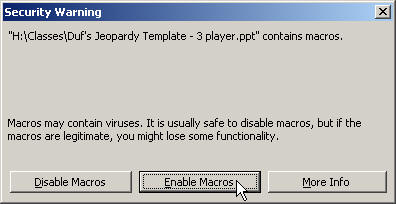 Security Warning
"H:\Classes\Duf's Jeopardy Template - 3 player.ppt" contains macros.
Macros may contain viruses. It is usually safe to disable macros, but if the
macros are legitimate, you might lose some functionality.
Disable Macros
Enable Macros
More Info